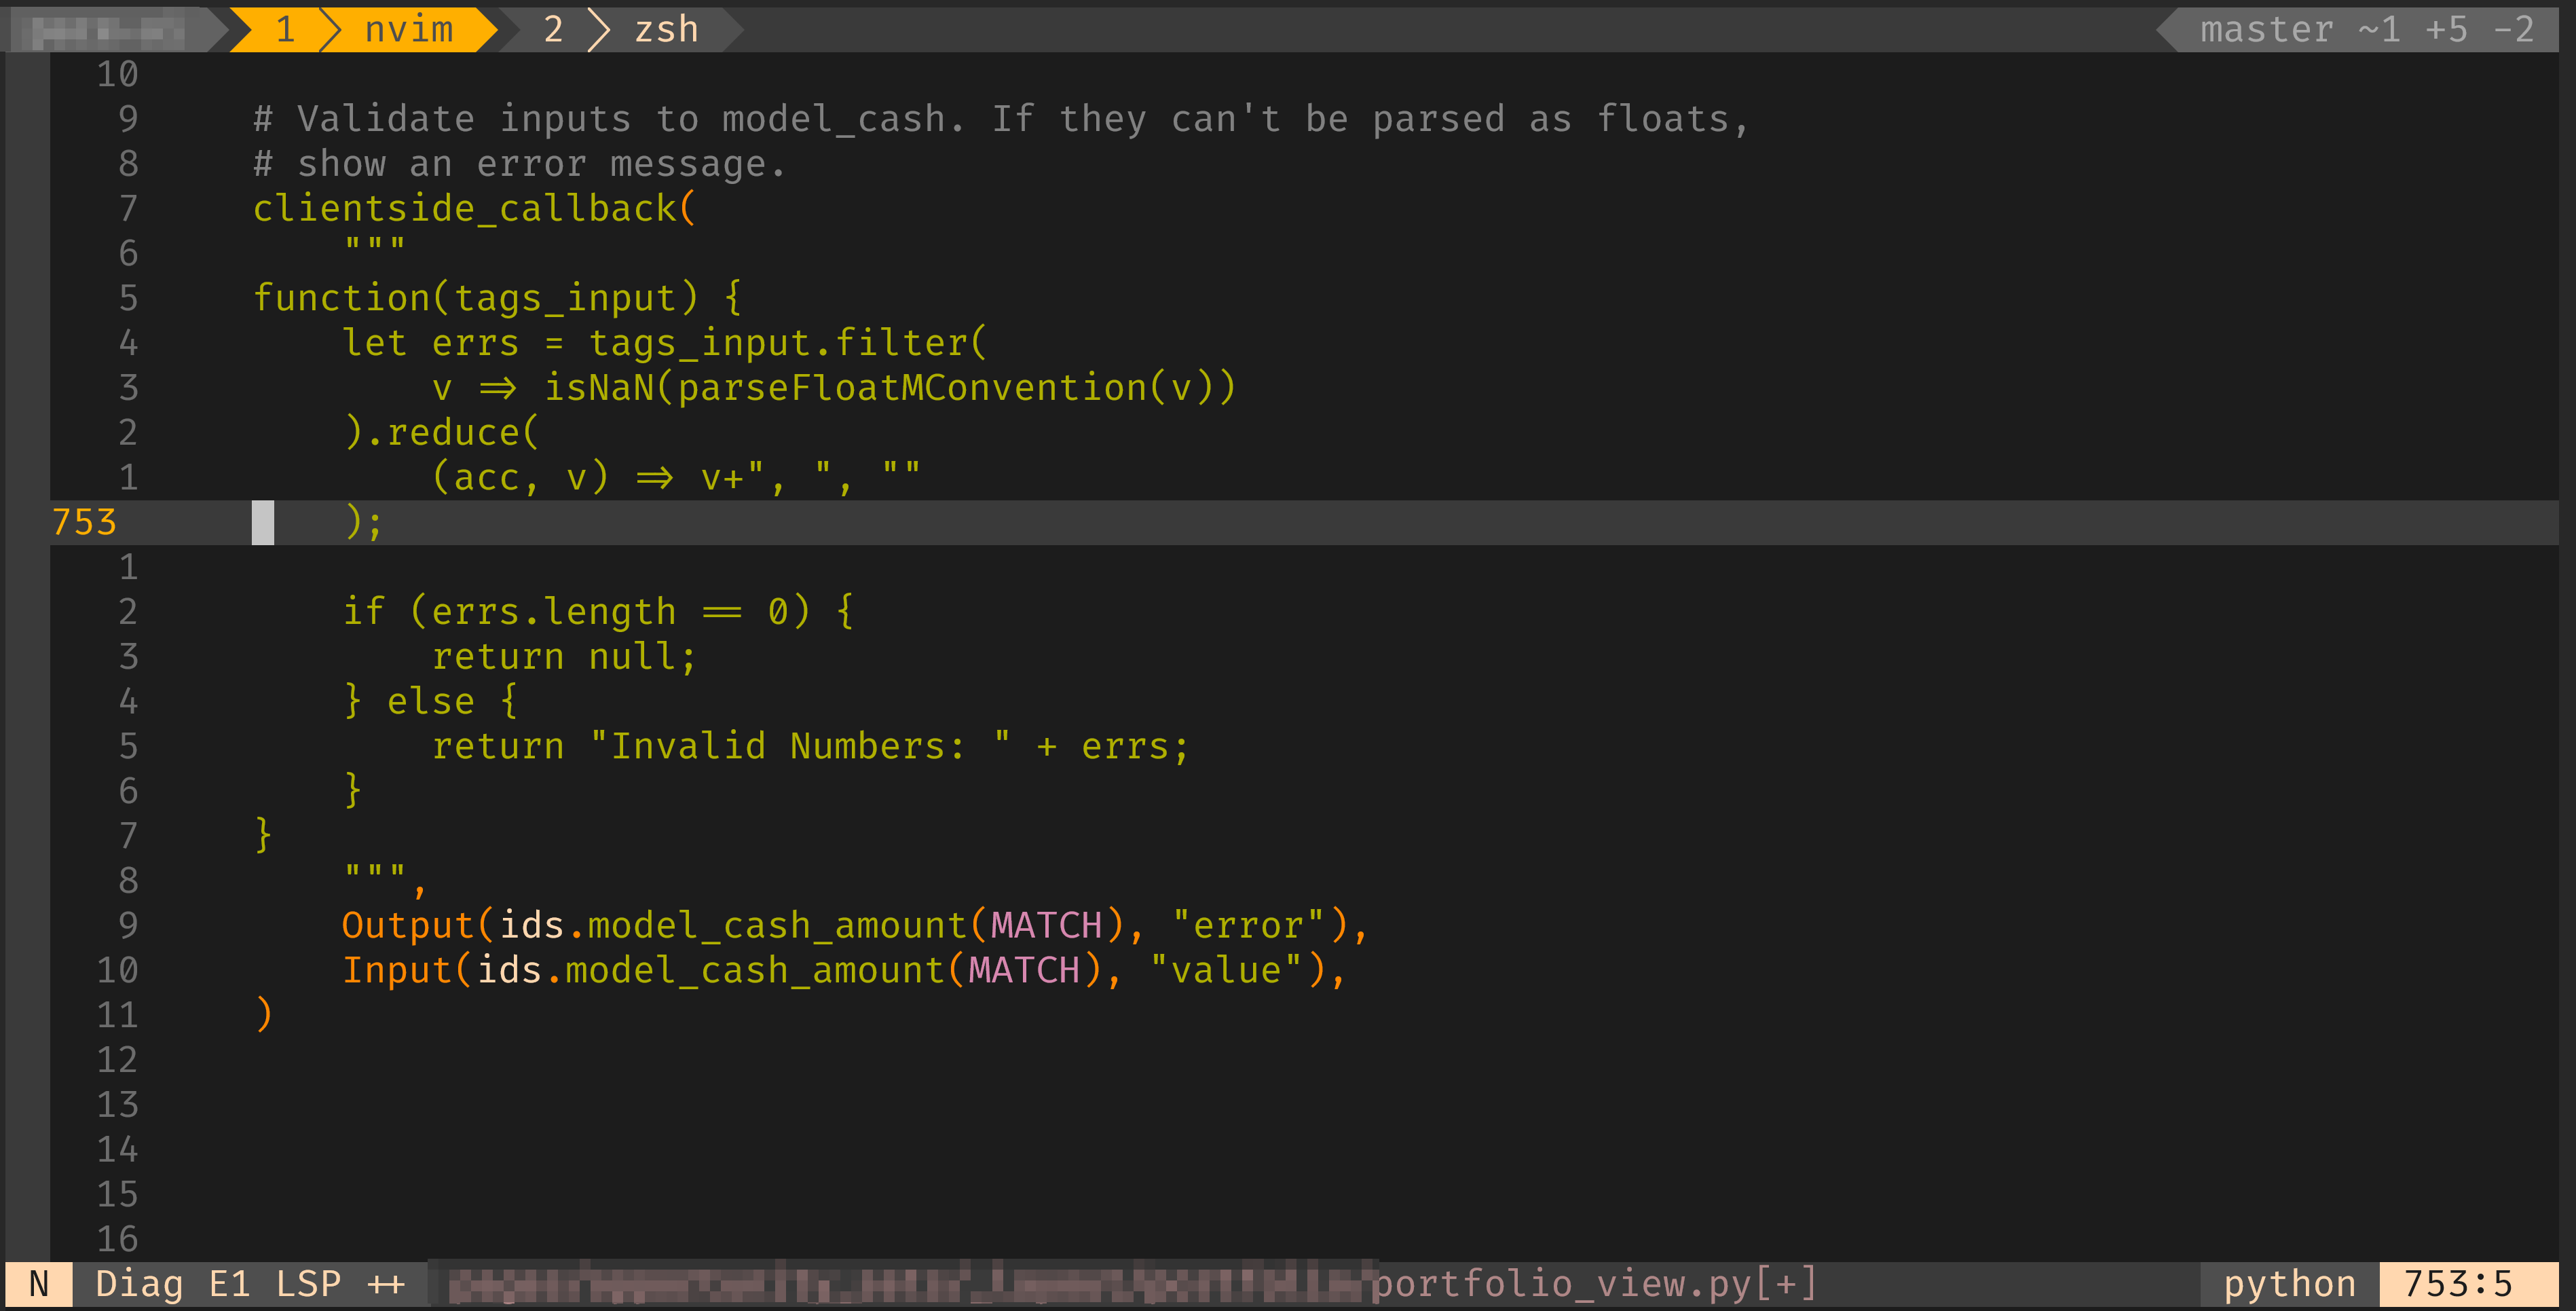 1 nvim 2 zsh master ~1 +5 -2
10
9 # Validate inputs to model_cash. If they can't be parsed as floats,
8 # show an error message.
7 clientside_callback(
6 """
5 function(tags_input) {
4 let errs = tags_input.filter(
3 v => isNaN(parseFloatMConvention(v))
2 ).reduce(
1 (acc, v) => v+", ", ""
753 );
1
2 if (errs.length == 0) {
3 return null;
4 } else {
5 return "Invalid Numbers: " + errs;
6 }
7 }
8 """,
9 Output(ids.model_cash_amount(MATCH), "error"),
10 Input(ids.model_cash_amount(MATCH), "value"),
11 )
12
13
14
15
16
N Diag E1 LSP ++ portfolio_view.py[+] python 753:5